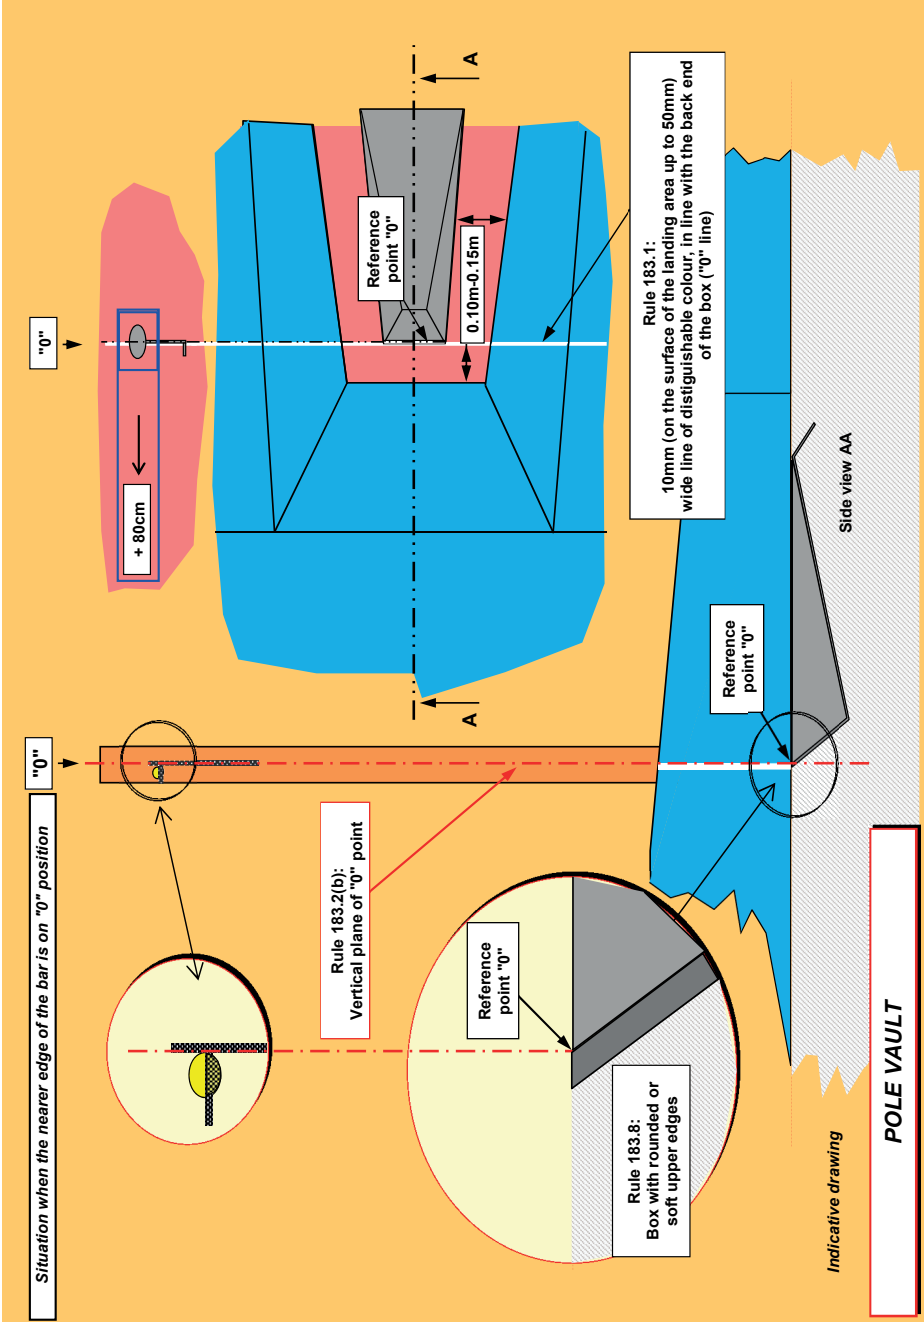 Situation when the nearer edge of the bar is on "0" position
"0"
"0"
+ 80cm
Rule 183.2(b):
Vertical plane of "0" point
Reference
point "0"
0.10m-0.15m
A
A
Reference
point "0"
Rule 183.8:
Box with rounded or
soft upper edges
Reference
point "0"
Rule 183.1:
10mm (on the surface of the landing area up to 50mm)
wide line of distiguishable colour, in line with the back end
of the box ("0" line)
Side view AA
Indicative drawing
POLE VAULT